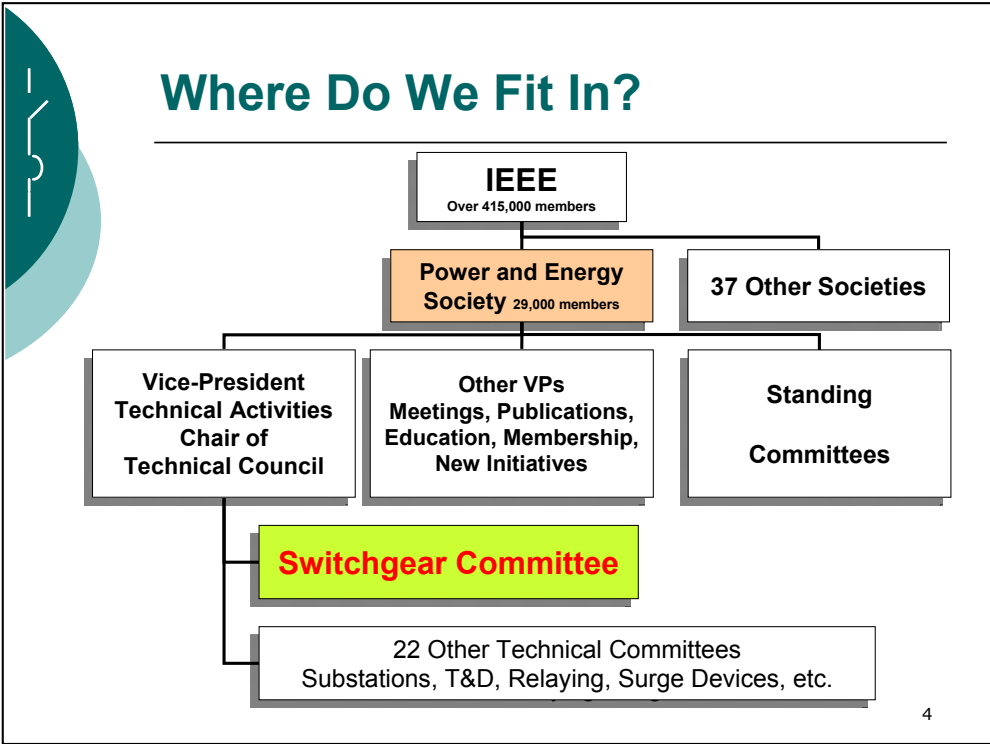 Where Do We Fit In?
IEEE
Over 415,000 members
Power and Energy
Society 29,000 members
37 Other Societies
Vice-President
Technical Activities
Chair of
Technical Council
Other VPs
Meetings, Publications,
Education, Membership,
New Initiatives
Standing
Committees
Switchgear Committee
22 Other Technical Committees
Substations, T&D, Relaying, Surge Devices, etc.
4